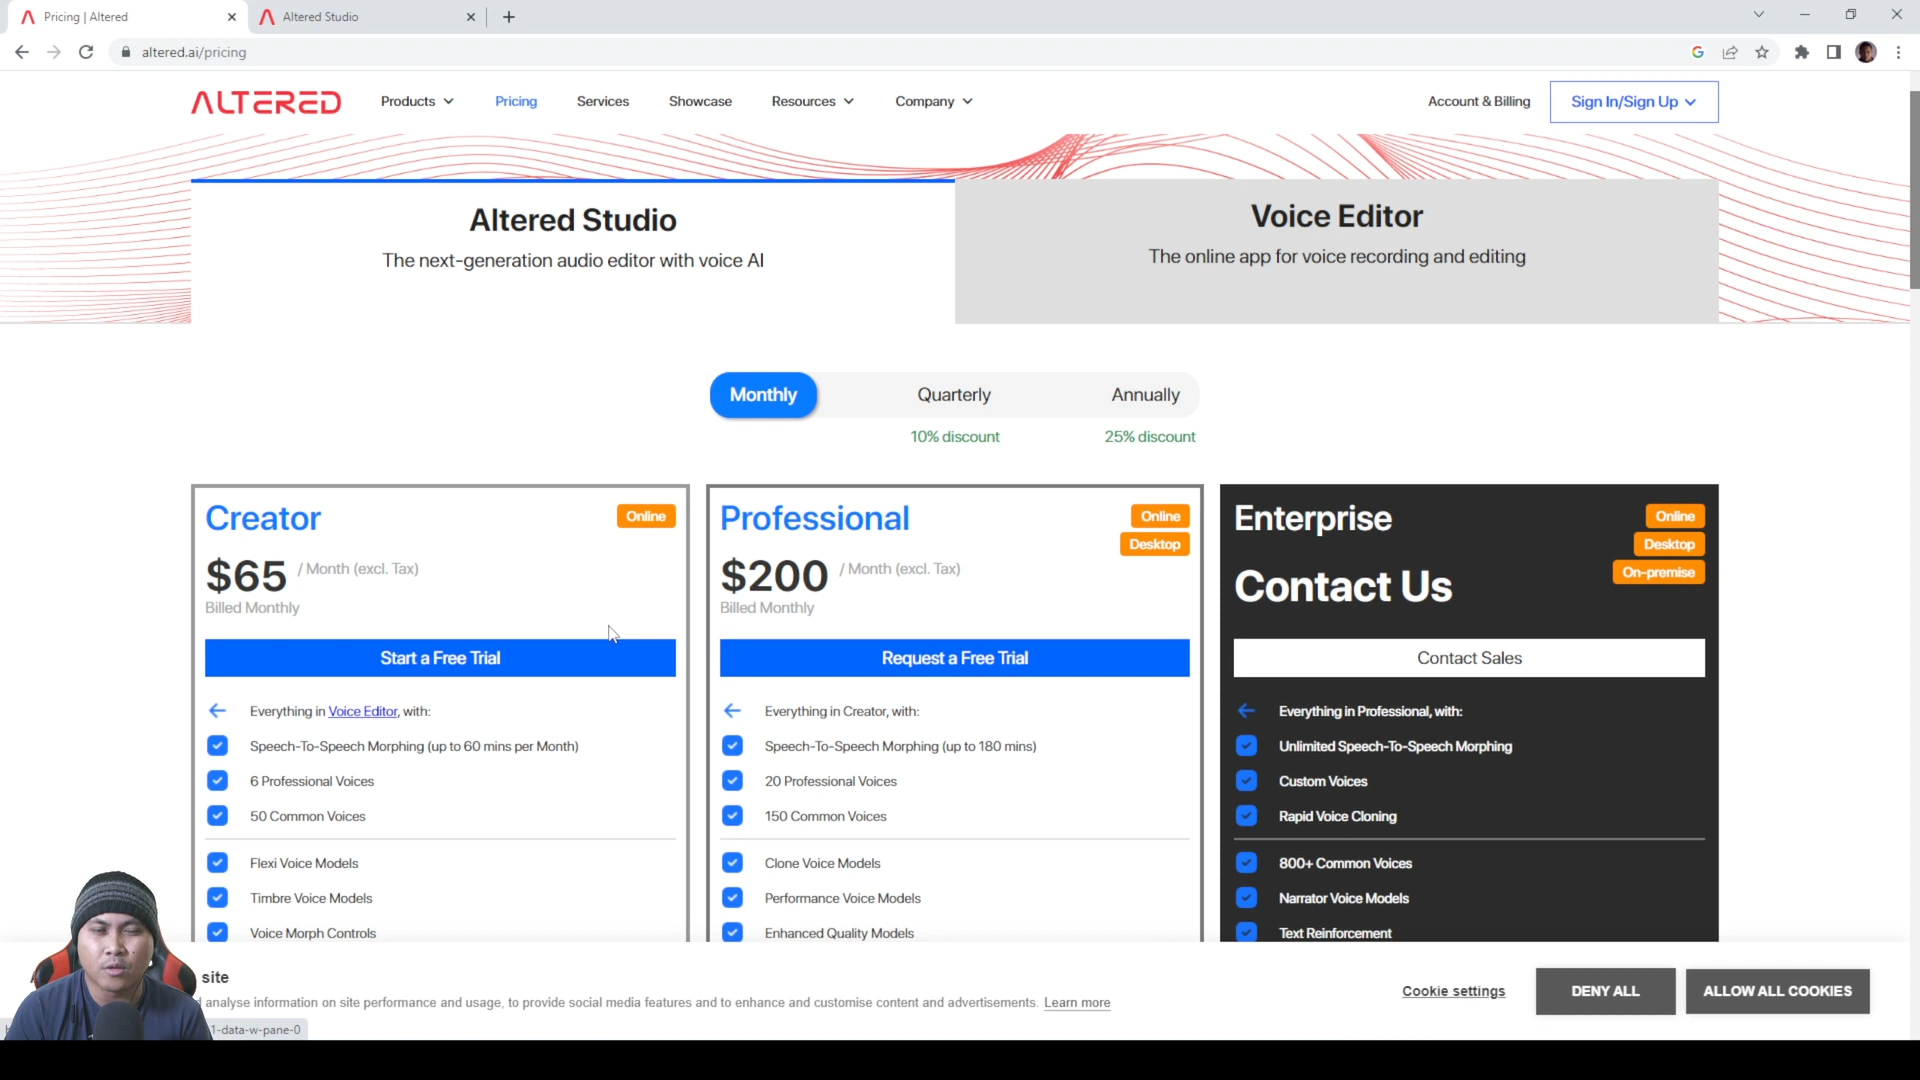 Pricing | Altered
Altered Studio
altered.ai/pricing
ALTERED
Products
Pricing
Services
Showcase
Resources
Company
Account & Billing
Sign In/Sign Up
Altered Studio
The next-generation audio editor with voice AI
Voice Editor
The online app for voice recording and editing
Monthly
Quarterly
Annually
10% discount
25% discount
Creator
Online
$65 / Month (excl. Tax)
Billed Monthly
Start a Free Trial
Everything in Voice Editor, with:
Speech-To-Speech Morphing (up to 60 mins per Month)
6 Professional Voices
50 Common Voices
Flexi Voice Models
Timbre Voice Models
Voice Morph Controls
Professional
Online
Desktop
$200 / Month (excl. Tax)
Billed Monthly
Request a Free Trial
Everything in Creator, with:
Speech-To-Speech Morphing (up to 180 mins)
20 Professional Voices
150 Common Voices
Clone Voice Models
Performance Voice Models
Enhanced Quality Models
Enterprise
Online
Desktop
On-premise
Contact Us
Contact Sales
Everything in Professional, with:
Unlimited Speech-To-Speech Morphing
Custom Voices
Rapid Voice Cloning
800+ Common Voices
Narrator Voice Models
Text Reinforcement
site
analyse information on site performance and usage, to provide social media features and to enhance and customise content and advertisements. Learn more
Cookie settings
DENY ALL
ALLOW ALL COOKIES
1-data-w-pane-0